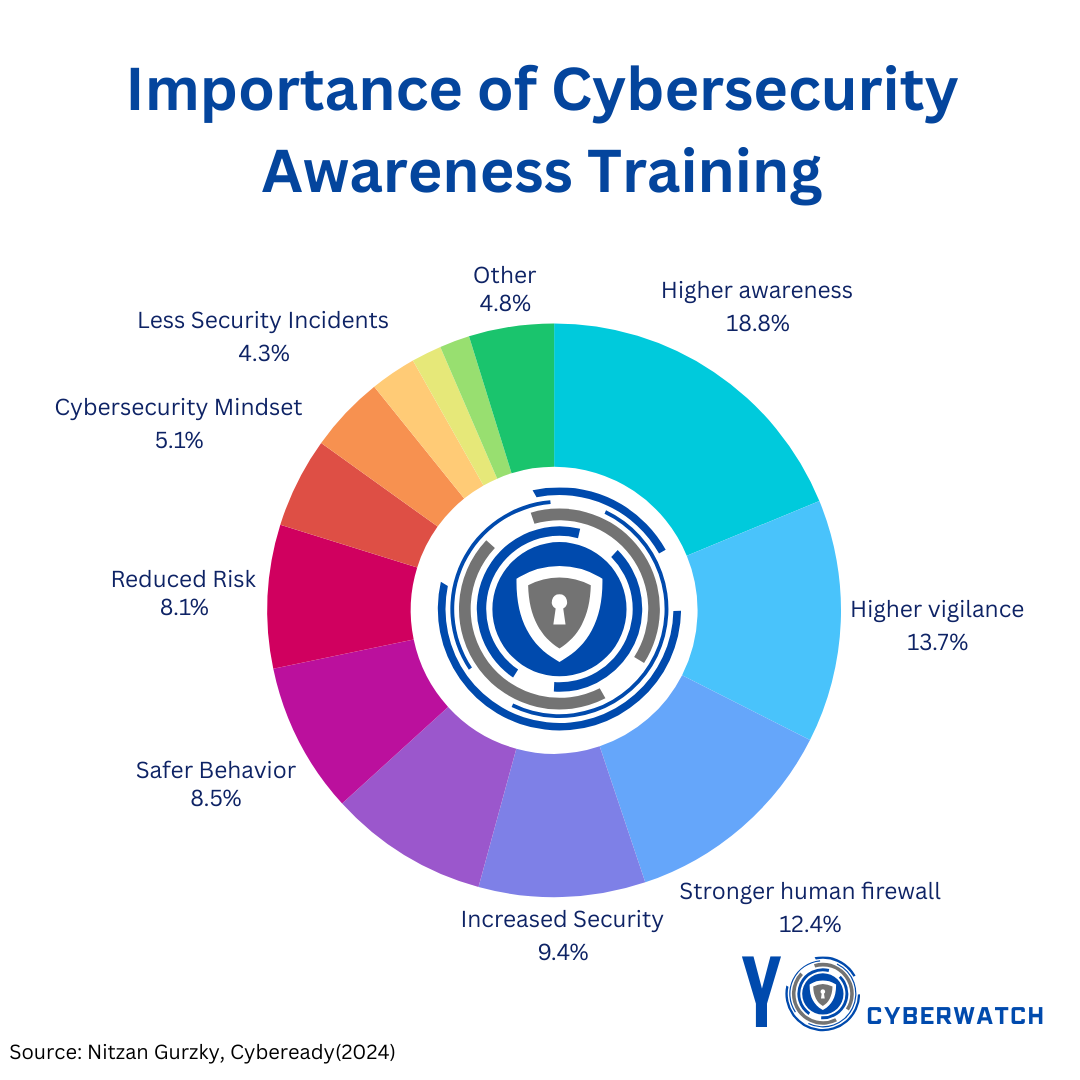 Importance of Cybersecurity
Awareness Training
Other
4.8%
Higher awareness
18.8%
Less Security Incidents
4.3%
Cybersecurity Mindset
5.1%
Reduced Risk
8.1%
Higher vigilance
13.7%
Safer Behavior
8.5%
Stronger human firewall
12.4%
Increased Security
9.4%
Y CYBERWATCH
Source: Nitzan Gurzky, Cybeready(2024)